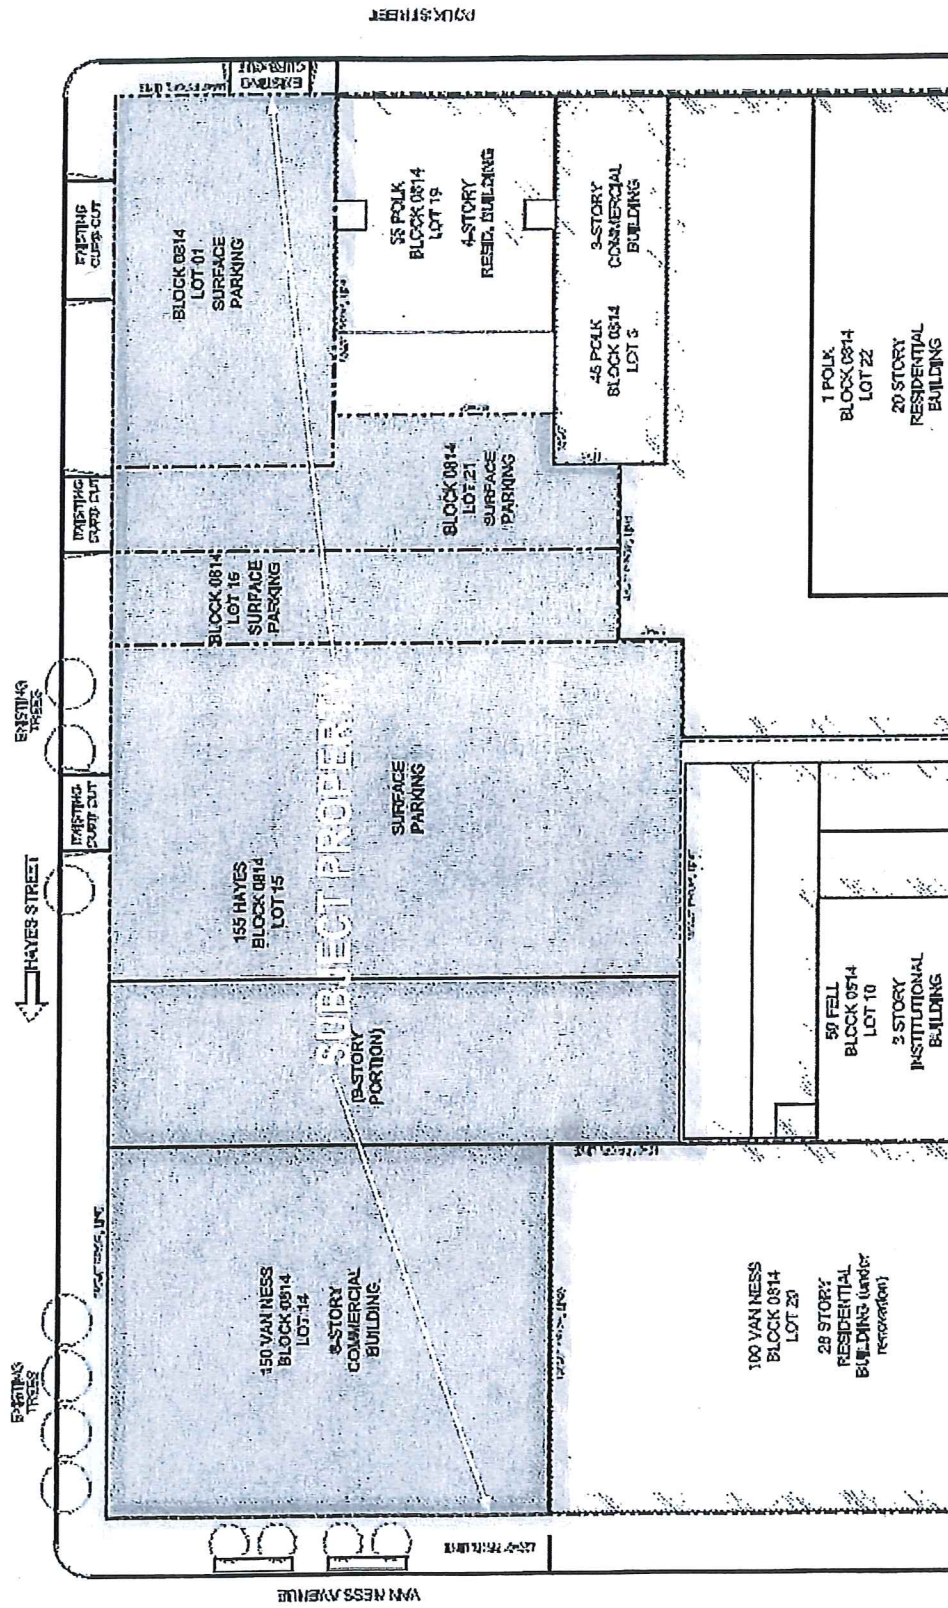 POLK STREET
EXISTING
CURB CUT
EXISTING
CURB CUT
BLOCK 0814
LOT 01
SURFACE
PARKING
55 POLK
BLOCK 0814
LOT 19
4-STORY
RESID. BUILDING
3-STORY
COMMERCIAL
BUILDING
45 POLK
BLOCK 0814
LOT 3
1 POLK
BLOCK 0814
LOT 22
20 STORY
RESIDENTIAL
BUILDING
EXISTING
CURB CUT
BLOCK 0814
LOT 21
SURFACE
PARKING
BLOCK 0814
LOT 16
SURFACE
PARKING
EXISTING
TREES
EXISTING
CURB CUT
HAYES STREET
SUBJECT PROPERTY
SURFACE
PARKING
155 HAYES
BLOCK 0814
LOT 15
(9-STORY
PORTION)
50 FELL
BLOCK 0814
LOT 10
3 STORY
INSTITUTIONAL
BUILDING
EXISTING
TREES
150 VAN NESS
BLOCK 0814
LOT 14
8-STORY
COMMERCIAL
BUILDING
100 VAN NESS
BLOCK 0814
LOT 20
28 STORY
RESIDENTIAL
BUILDING (under
renovation)
VAN NESS AVENUE